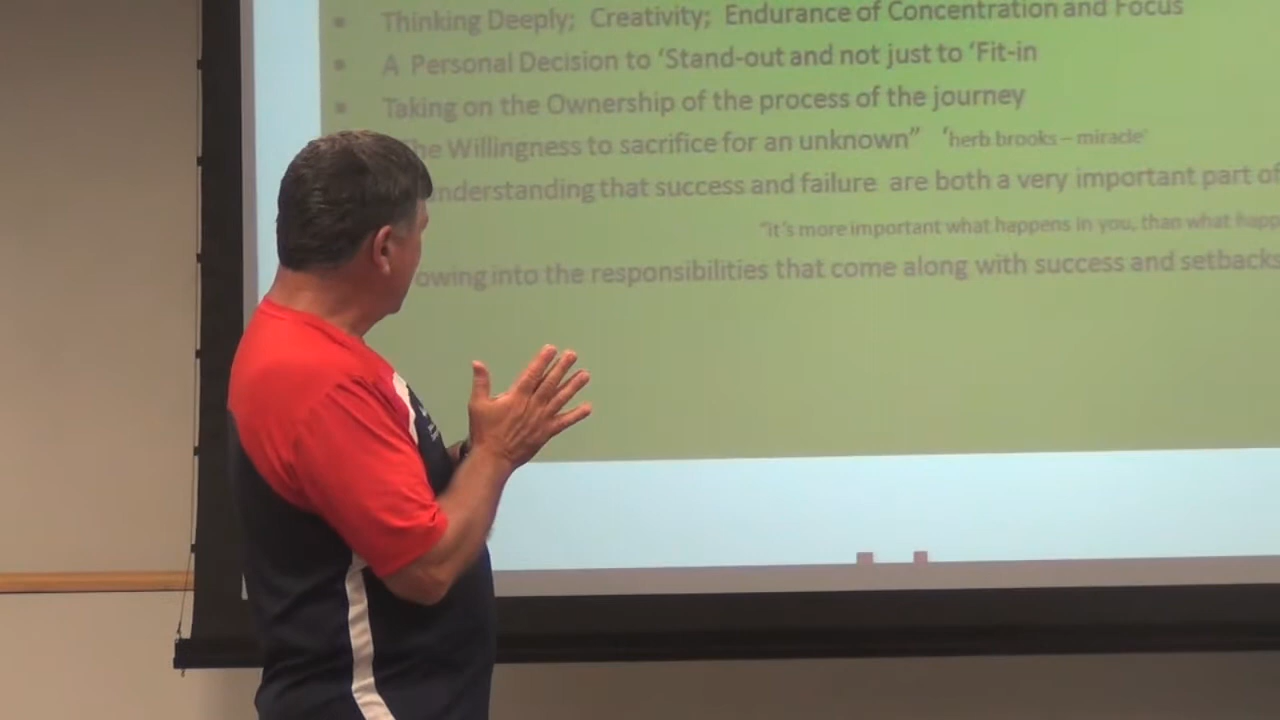 • Thinking Deeply; Creativity; Endurance of Concentration and Focus
• A Personal Decision to ‘Stand-out and not just to ‘Fit-in
• Taking on the Ownership of the process of the journey
he Willingness to sacrifice for an unknown” ‘herb brooks – miracle’
nderstanding that success and failure are both a very important part of
“it’s more important what happens in you, than what happ
owing into the responsibilities that come along with success and setbacks